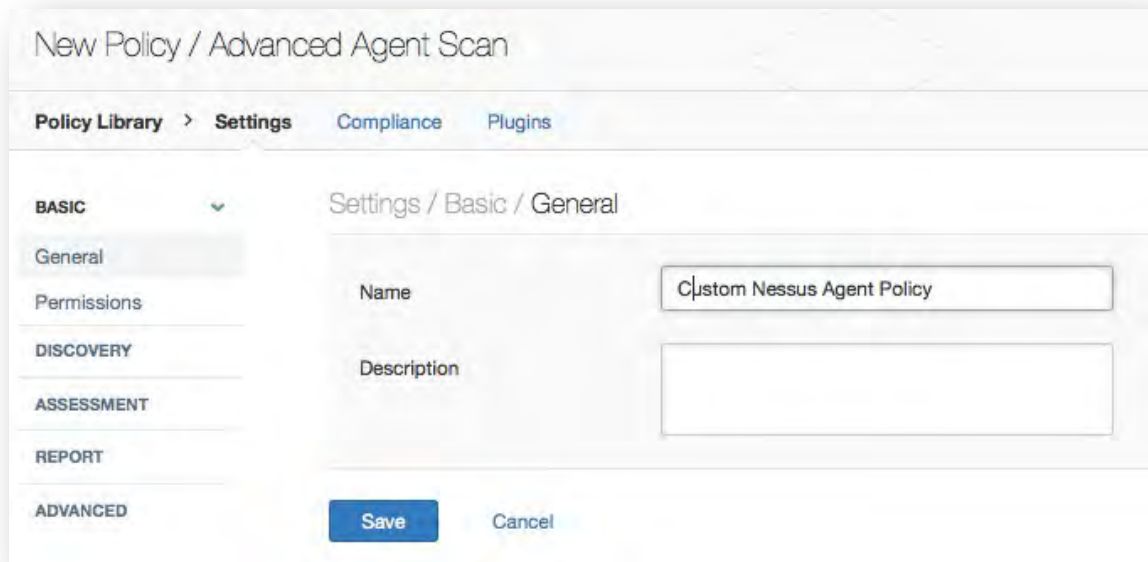 New Policy / Advanced Agent Scan
Policy Library > Settings Compliance Plugins
BASIC
General
Permissions
DISCOVERY
ASSESSMENT
REPORT
ADVANCED
Settings / Basic / General
Name Custom Nessus Agent Policy
Description
Save Cancel